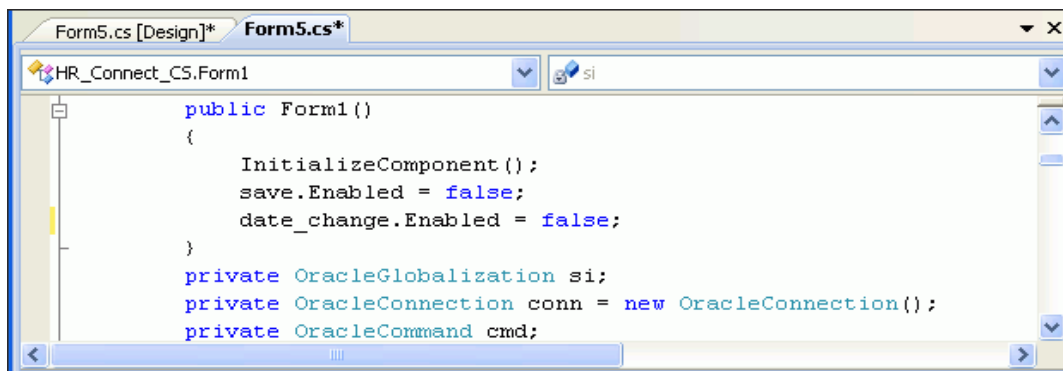 Form5.cs [Design]* Form5.cs*
HR_Connect_CS.Form1 si
public Form1()
{
InitializeComponent();
save.Enabled = false;
date_change.Enabled = false;
}
private OracleGlobalization si;
private OracleConnection conn = new OracleConnection();
private OracleCommand cmd;